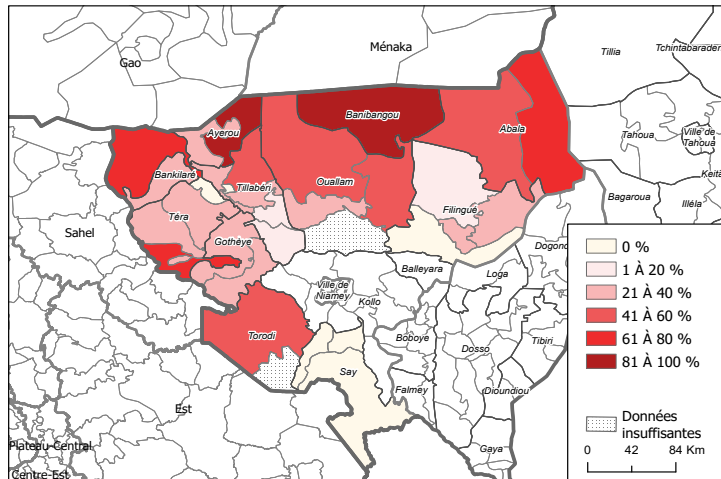 Ménaka
Gao
Tillia
Tchintabaraden
Banibangou
Ayerou
Abala
Tahoua
Ville de
Tahoua
Bankilaré
Tillabéri
Ouallam
Keita
Bagaroua
Illéla
Filingué
Téra
Sahel
Gothèye
Dogond
Balleyara
Loga
Ville de
Niamey
Kollo
Torodi
Boboye
Dosso
Tibiri
Say
Dioundiou
Falmey
Est
Gaya
Plateau-Central
Centre-Est
0 %
1 À 20 %
21 À 40 %
41 À 60 %
61 À 80 %
81 À 100 %
Données
insuffisantes
0 42 84 Km